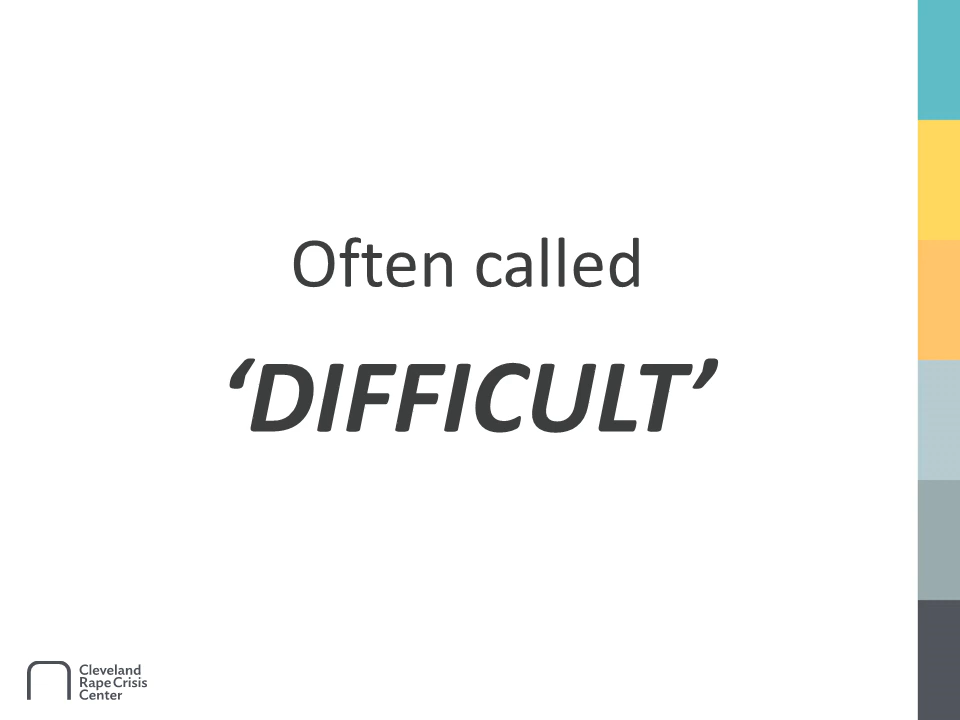 Often called
‘DIFFICULT’
Cleveland
Rape Crisis
Center